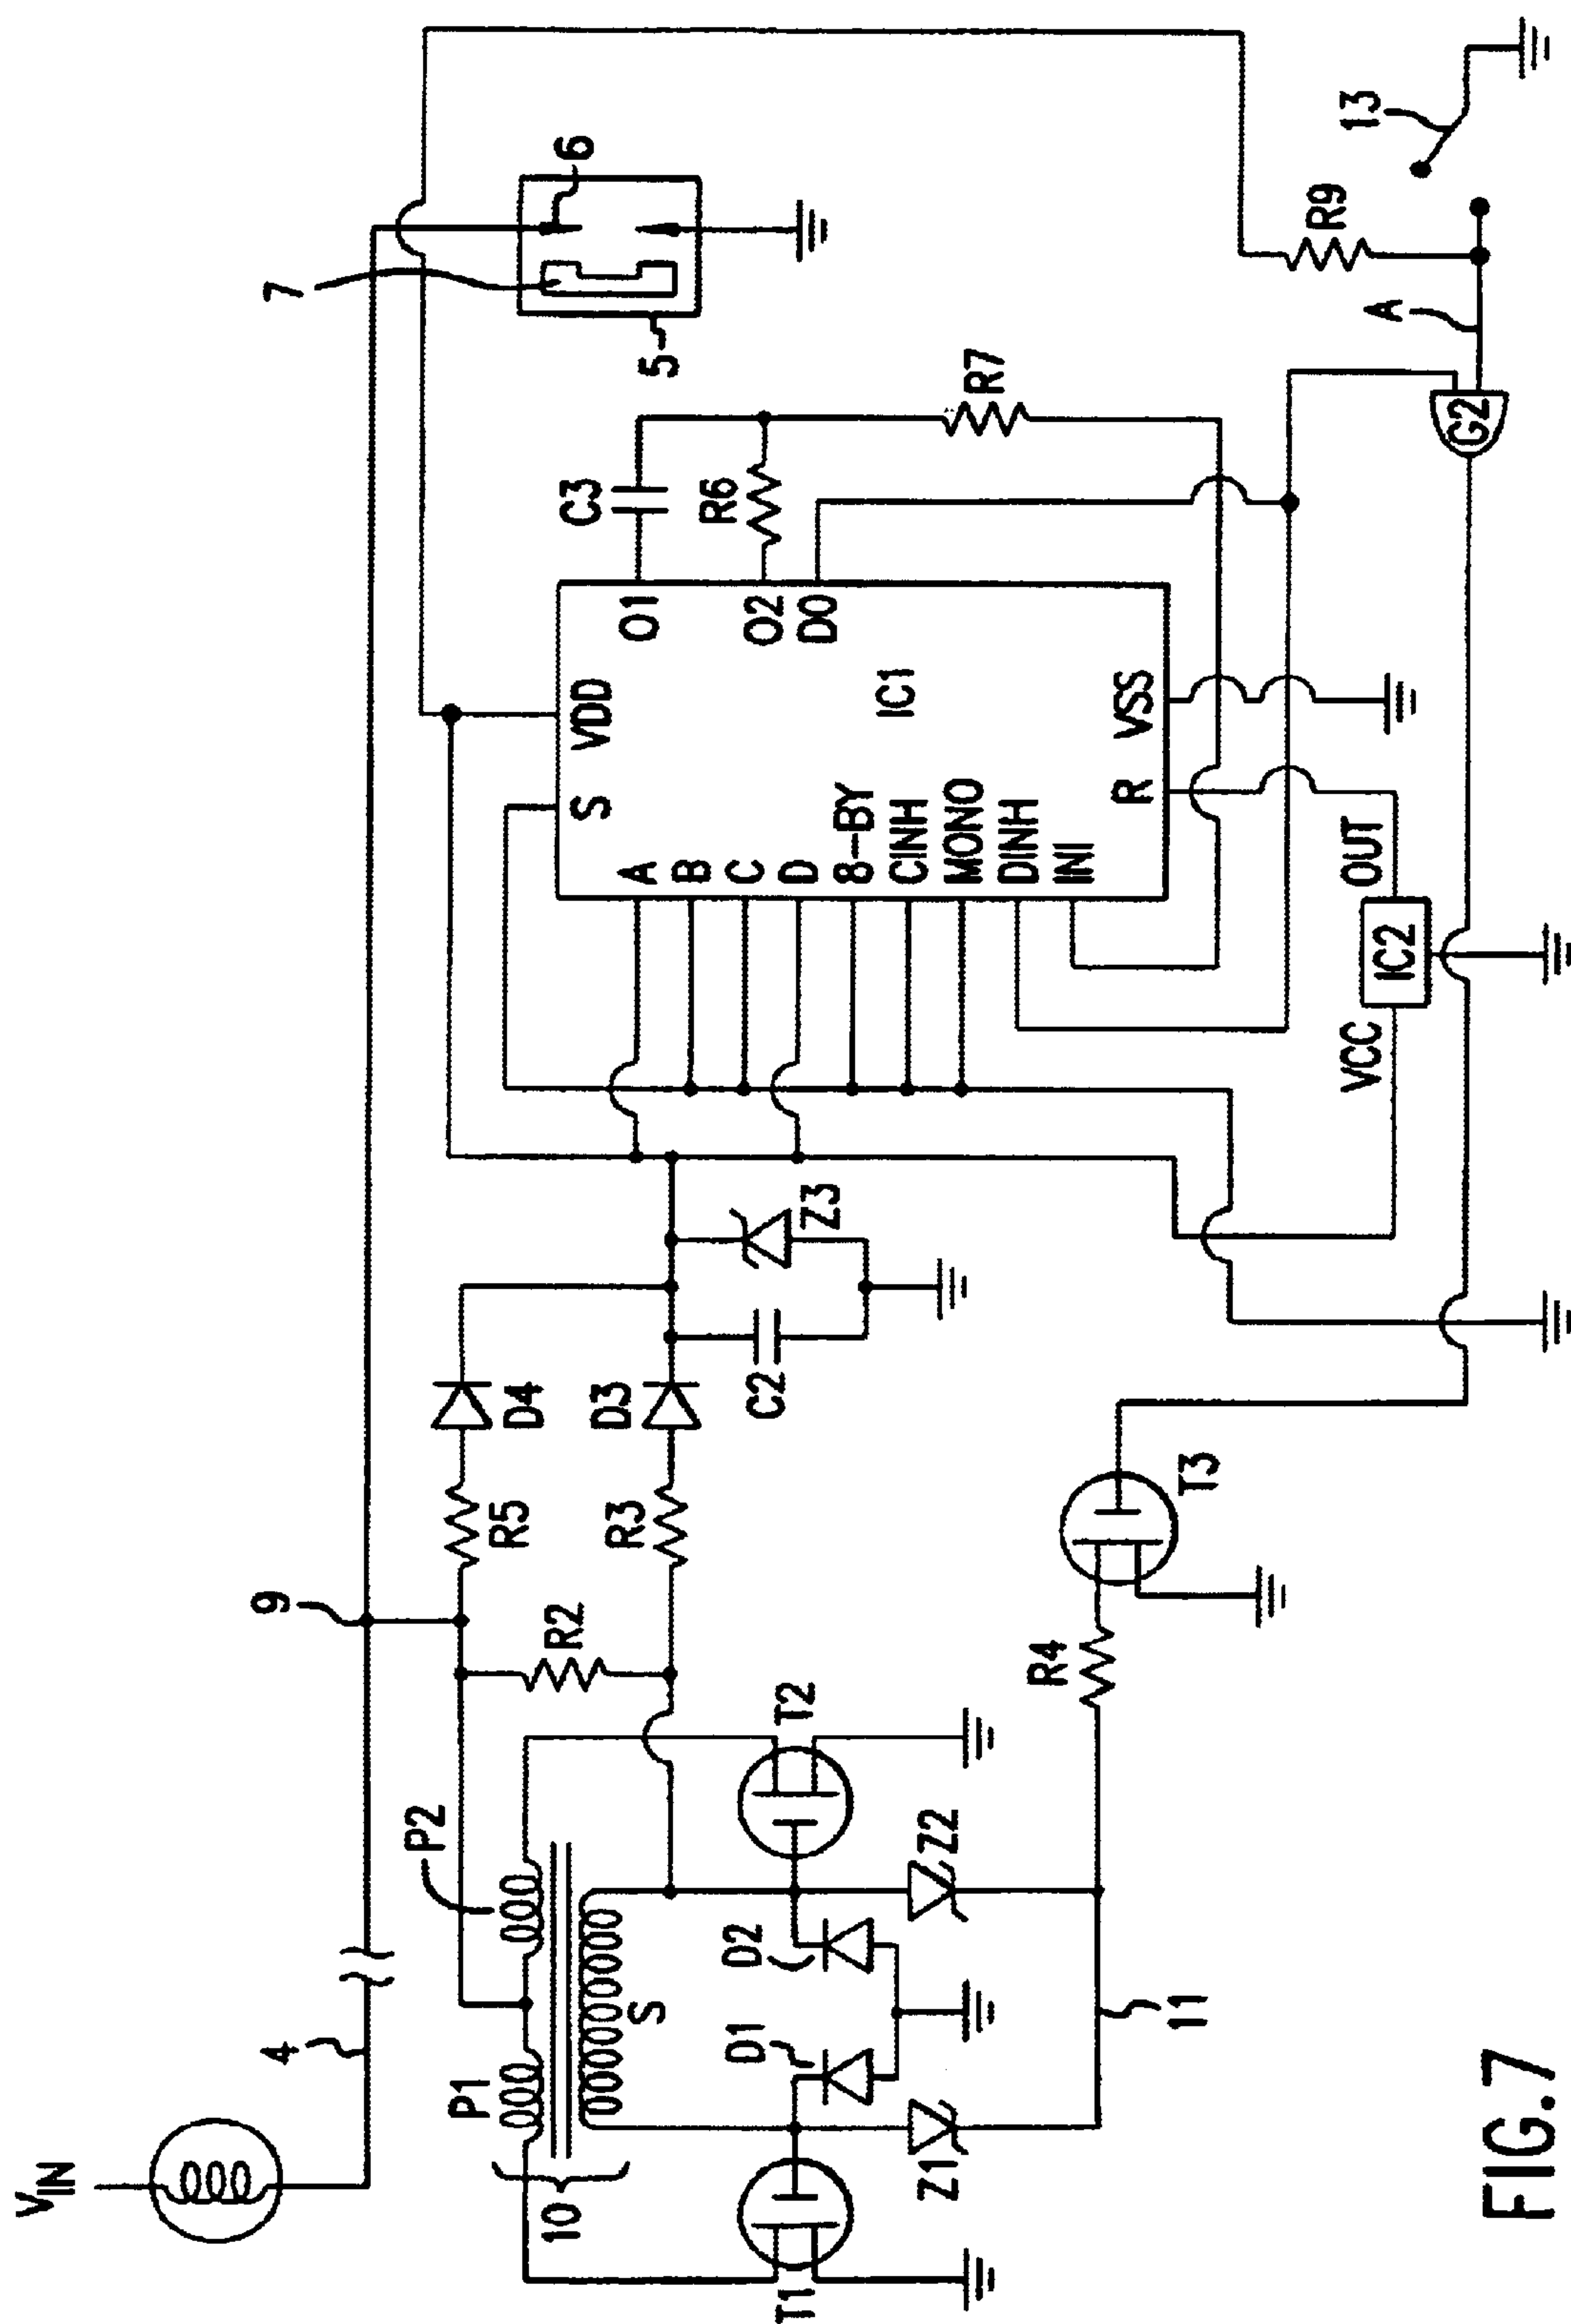 VIN
4
9
7
6
5
13
R9
A
G2
P1
P2
10
S
T1
T2
D1
D2
Z1
Z2
11
R2
R5
D4
R3
D3
C2
Z3
R4
T3
S
VDD
A
B
C
D
8-BY
CINH
MONO
DINH
INI
O1
O2
DO
IC1
R
VSS
C3
R6
R7
VCC
IC2
OUT
FIG.7